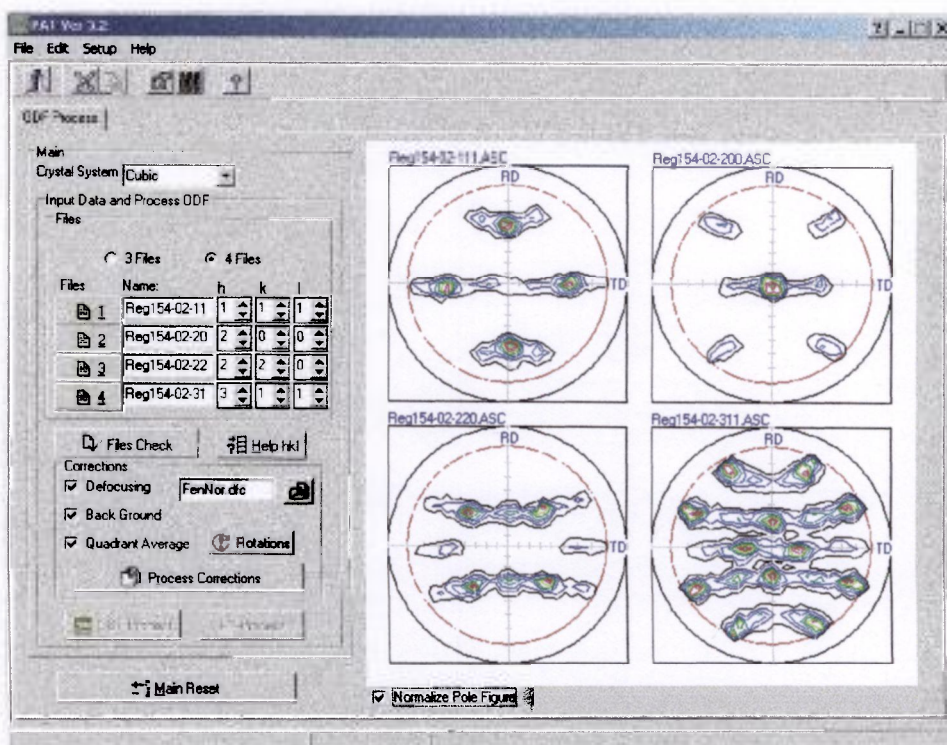 PAT Ver 3.2
File Edit Setup Help
ODF Process
Main
Crystal System Cubic
Input Data and Process ODF
Files
3 Files 4 Files
Files Name: h k l
1 Reg154-02-11 1 1 1
2 Reg154-02-20 2 0 0
3 Reg154-02-22 2 2 0
4 Reg154-02-31 3 1 1
Files Check Help hkl
Corrections
Defocusing FenNor.dfc
Back Ground
Quadrant Average Rotations
Process Corrections
Main Reset
Reg154-02-111.ASC
RD
TD
Reg154-02-200.ASC
RD
TD
Reg154-02-220.ASC
RD
TD
Reg154-02-311.ASC
RD
TD
Normalize Pole Figure